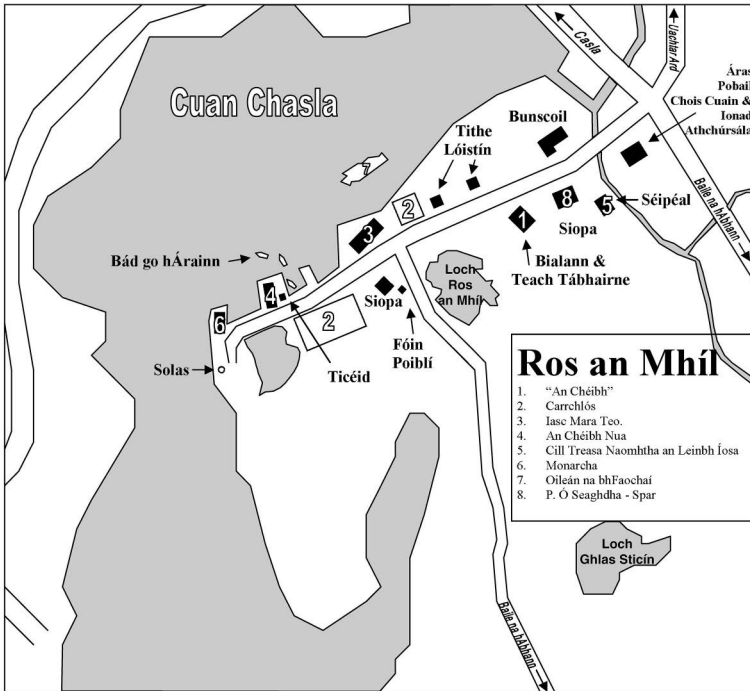 Casla
Uachtar Ard
Áras
Pobail
Chois Cuain &
Ionad
Athchúrsála
Cuan Chasla
Bunscoil
Tithe
Lóistín
7
2
8
5
Séipéal
Siopa
Baile na hAbhann
3
1
Bialann &
Teach Tábhairne
Bád go hÁrainn
Loch
Ros
an Mhíl
4
Siopa
6
2
Fóin
Poiblí
Solas
Ticéid
Ros an Mhíl
1. “An Chéibh”
2. Carrchlós
3. Iasc Mara Teo.
4. An Chéibh Nua
5. Cill Treasa Naomhtha an Leinbh Íosa
6. Monarcha
7. Oileán na bhFaochaí
8. P. Ó Seaghdha - Spar
Loch
Ghlas Sticín
Baile na hAbhann